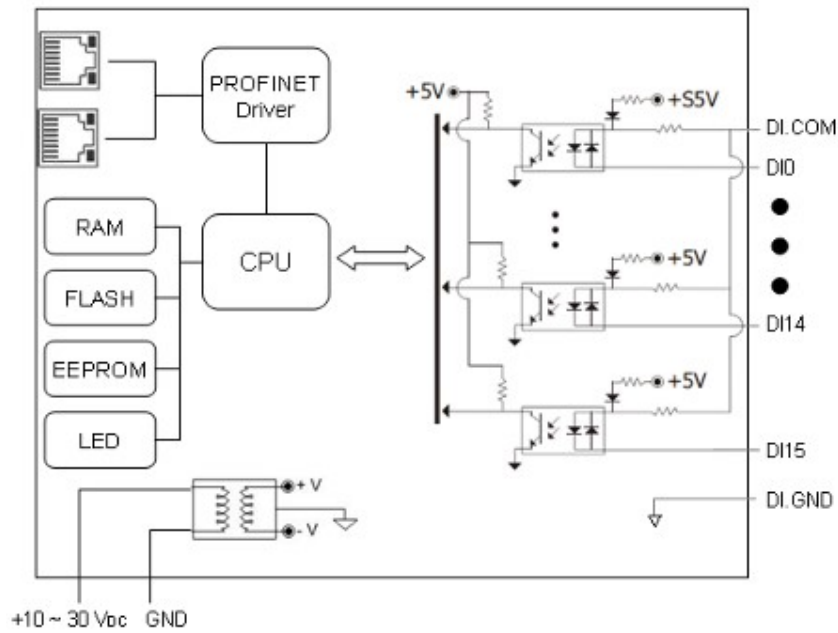 PROFINET
Driver
CPU
RAM
FLASH
EEPROM
LED
+5V
+S5V
DI.COM
DI0
+5V
DI14
+5V
DI15
DI.GND
+ V
- V
+10 ~ 30 VDC GND